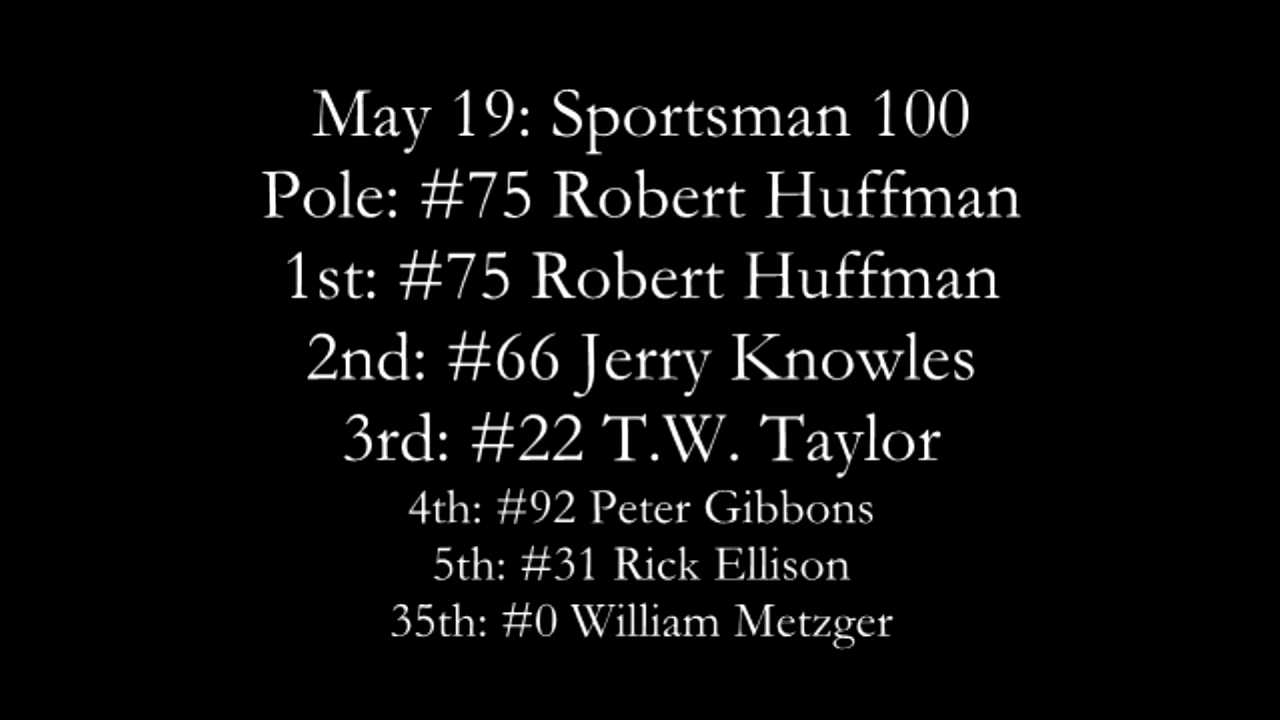 May 19: Sportsman 100
Pole: #75 Robert Huffman
1st: #75 Robert Huffman
2nd: #66 Jerry Knowles
3rd: #22 T.W. Taylor
4th: #92 Peter Gibbons
5th: #31 Rick Ellison
35th: #0 William Metzger